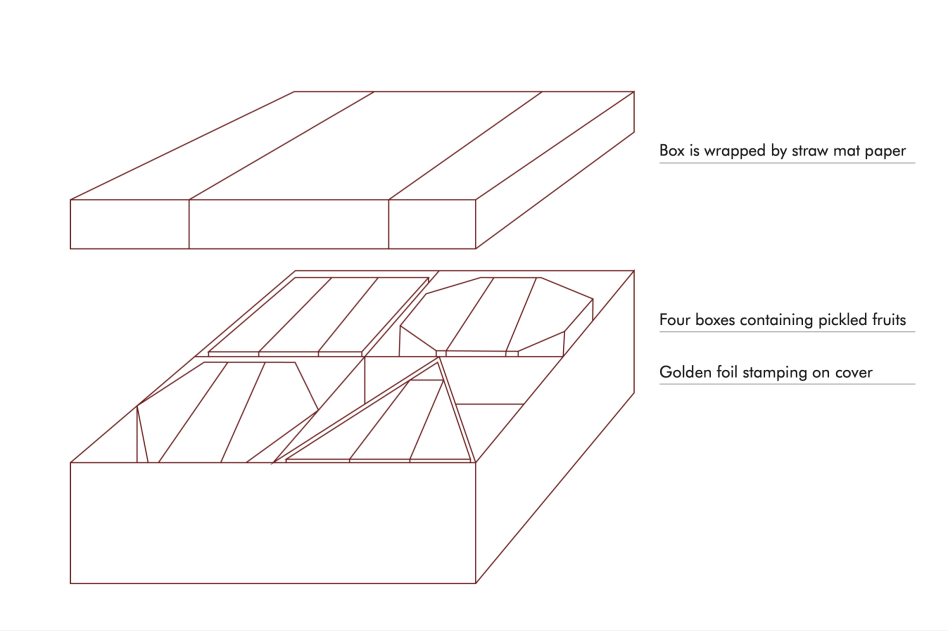 Box is wrapped by straw mat paper
Four boxes containing pickled fruits
Golden foil stamping on cover